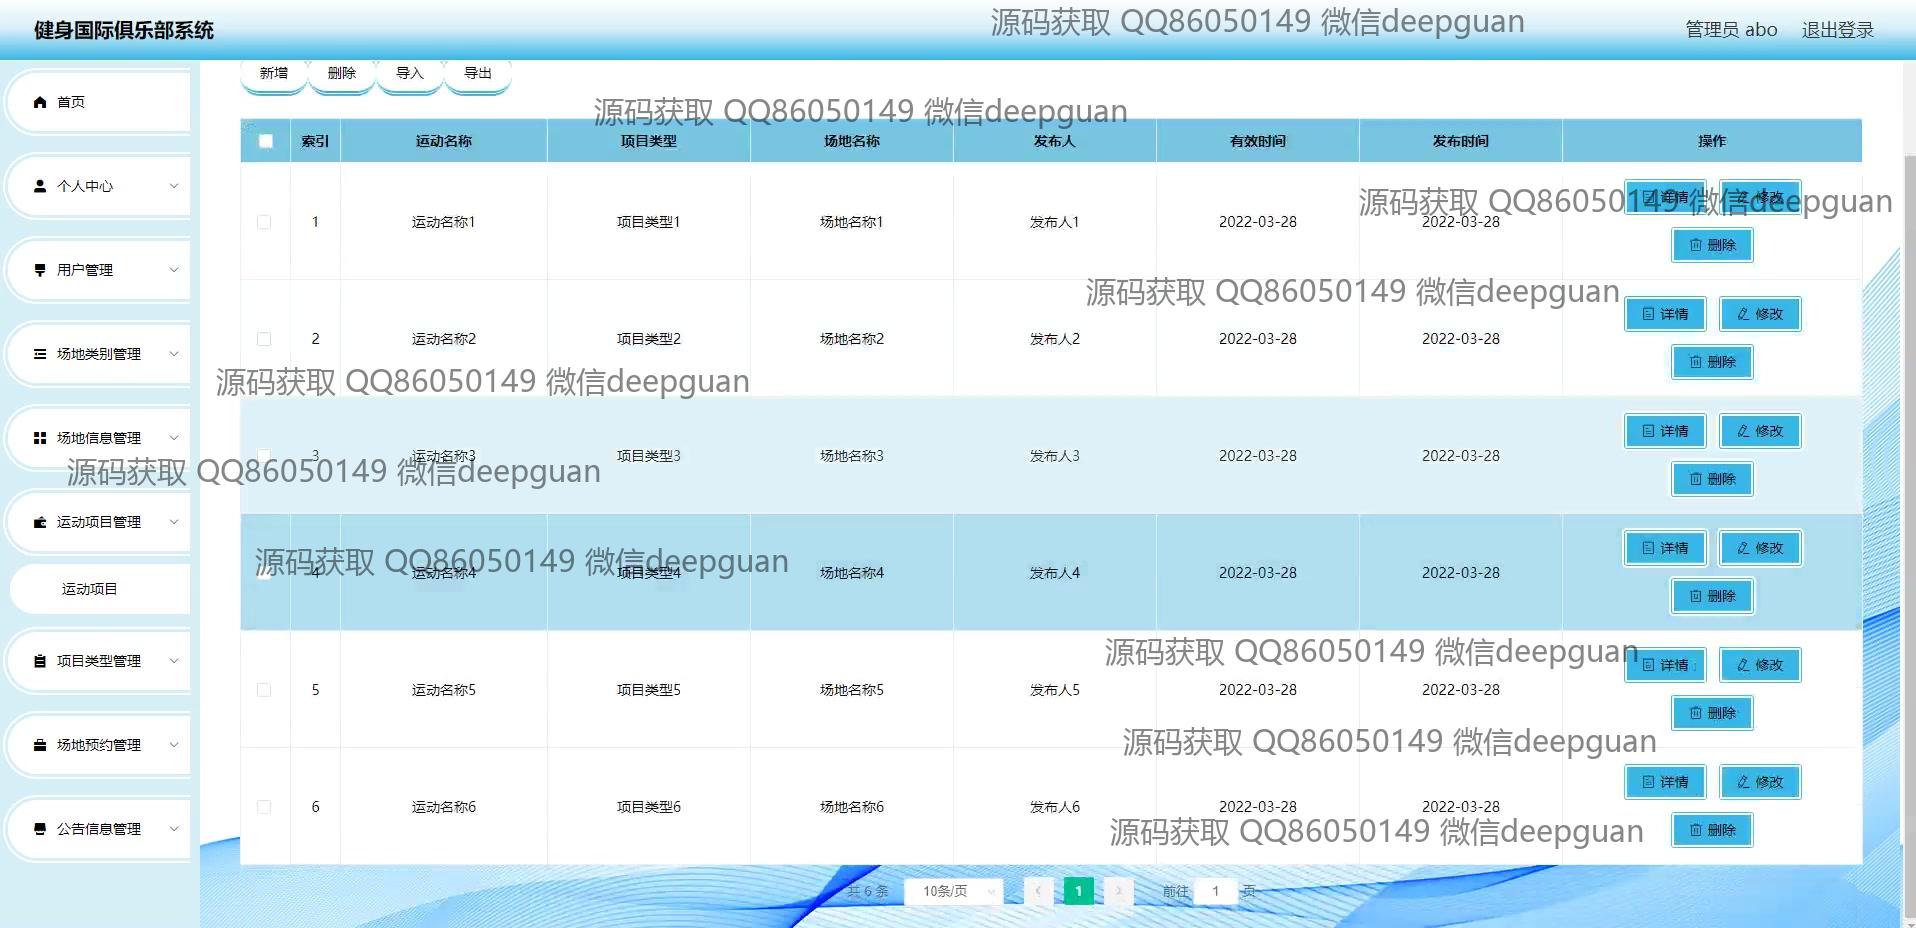 健身国际俱乐部系统
源码获取 QQ86050149 微信deepguan
管理员 abo 退出登录
首页
个人中心
用户管理
场地类别管理
场地信息管理
运动项目管理
运动项目
项目类型管理
场地预约管理
公告信息管理
新增 删除 导入 导出
源码获取 QQ86050149 微信deepguan
索引 运动名称 项目类型 场地名称 发布人 有效时间 发布时间 操作
1 运动名称1 项目类型1 场地名称1 发布人1 2022-03-28 2022-03-28 详情 修改
删除
源码获取 QQ86050149 微信deepguan
源码获取 QQ86050149 微信deepguan
2 运动名称2 项目类型2 场地名称2 发布人2 2022-03-28 2022-03-28 详情 修改
删除
源码获取 QQ86050149 微信deepguan
3 运动名称3 项目类型3 场地名称3 发布人3 2022-03-28 2022-03-28 详情 修改
删除
源码获取 QQ86050149 微信deepguan
4 运动名称4 项目类型4 场地名称4 发布人4 2022-03-28 2022-03-28 详情 修改
删除
源码获取 QQ86050149 微信deepguan
源码获取 QQ86050149 微信deepguan
5 运动名称5 项目类型5 场地名称5 发布人5 2022-03-28 2022-03-28 详情 修改
删除
源码获取 QQ86050149 微信deepguan
6 运动名称6 项目类型6 场地名称6 发布人6 2022-03-28 2022-03-28 详情 修改
删除
源码获取 QQ86050149 微信deepguan
共 6 条 10条/页 1 前往 1 页